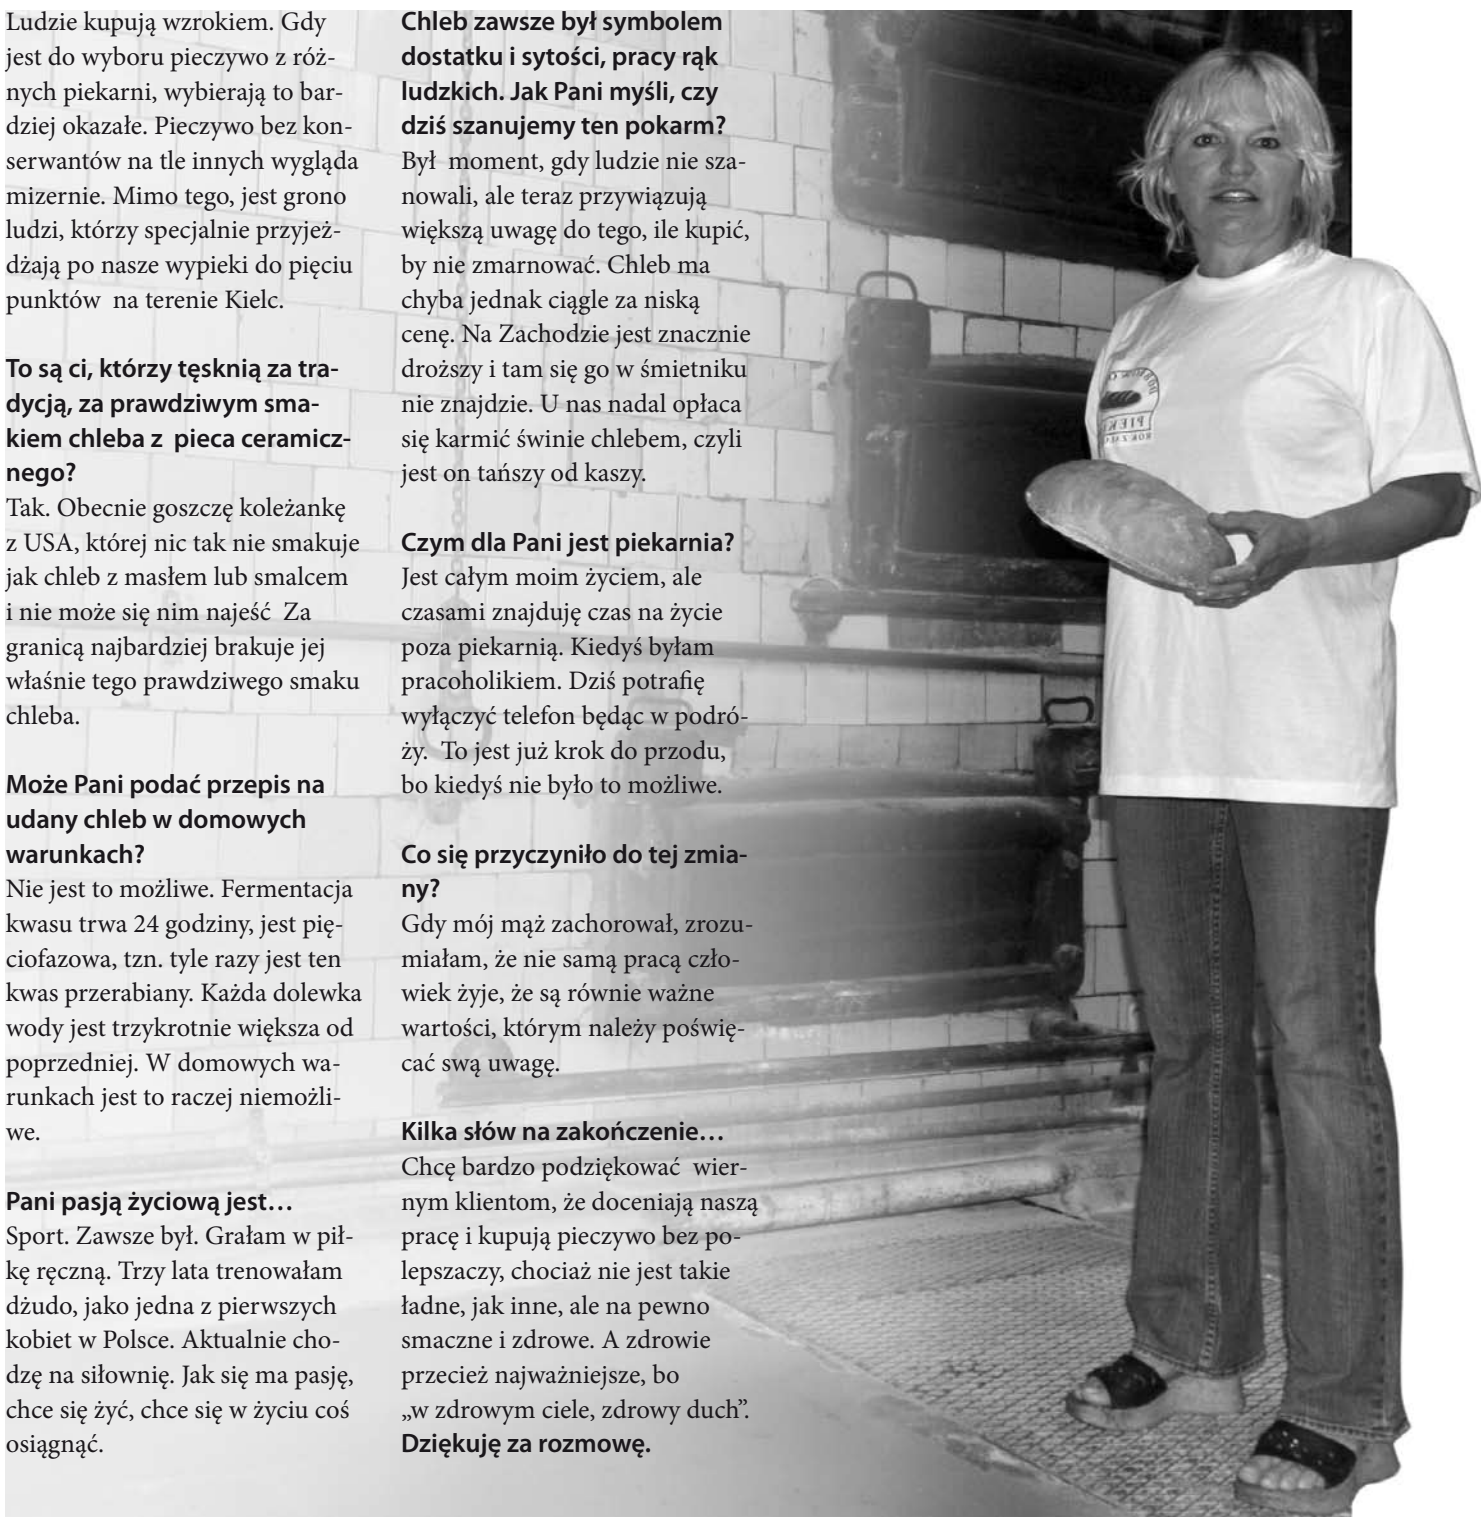 Ludzie kupują wzrokiem. Gdy
jest do wyboru pieczywo z róż-
nych piekarni, wybierają to bar-
dziej okazałe. Pieczywo bez kon-
serwantów na tle innych wygląda
mizernie. Mimo tego, jest grono
ludzi, którzy specjalnie przyjeż-
dżają po nasze wypieki do pięciu
punktów na terenie Kielc.
To są ci, którzy tęsknią za tra-
dycją, za prawdziwym sma-
kiem chleba z pieca ceramicz-
nego?
Tak. Obecnie goszczę koleżankę
z USA, której nic tak nie smakuje
jak chleb z masłem lub smalcem
i nie może się nim najeść Za
granicą najbardziej brakuje jej
właśnie tego prawdziwego smaku
chleba.
Może Pani podać przepis na
udany chleb w domowych
warunkach?
Nie jest to możliwe. Fermentacja
kwasu trwa 24 godziny, jest pię-
ciofazowa, tzn. tyle razy jest ten
kwas przerabiany. Każda dolewka
wody jest trzykrotnie większa od
poprzedniej. W domowych wa-
runkach jest to raczej niemożli-
we.
Pani pasją życiową jest…
Sport. Zawsze był. Grałam w pił-
kę ręczną. Trzy lata trenowałam
dżudo, jako jedna z pierwszych
kobiet w Polsce. Aktualnie cho-
dzę na siłownię. Jak się ma pasję,
chce się żyć, chce się w życiu coś
osiągnąć.
Chleb zawsze był symbolem
dostatku i sytości, pracy rąk
ludzkich. Jak Pani myśli, czy
dziś szanujemy ten pokarm?
Był moment, gdy ludzie nie sza-
nowali, ale teraz przywiązują
większą uwagę do tego, ile kupić,
by nie zmarnować. Chleb ma
chyba jednak ciągle za niską
cenę. Na Zachodzie jest znacznie
droższy i tam się go w śmietniku
nie znajdzie. U nas nadal opłaca
się karmić świnie chlebem, czyli
jest on tańszy od kaszy.
Czym dla Pani jest piekarnia?
Jest całym moim życiem, ale
czasami znajduję czas na życie
poza piekarnią. Kiedyś byłam
pracoholikiem. Dziś potrafię
wyłączyć telefon będąc w podró-
ży. To jest już krok do przodu,
bo kiedyś nie było to możliwe.
Co się przyczyniło do tej zmia-
ny?
Gdy mój mąż zachorował, zrozu-
miałam, że nie samą pracą czło-
wiek żyje, że są równie ważne
wartości, którym należy poświę-
cać swą uwagę.
Kilka słów na zakończenie…
Chcę bardzo podziękować wier-
nym klientom, że doceniają naszą
pracę i kupują pieczywo bez po-
lepszaczy, chociaż nie jest takie
ładne, jak inne, ale na pewno
smaczne i zdrowe. A zdrowie
przecież najważniejsze, bo
„w zdrowym ciele, zdrowy duch”.
Dziękuję za rozmowę.